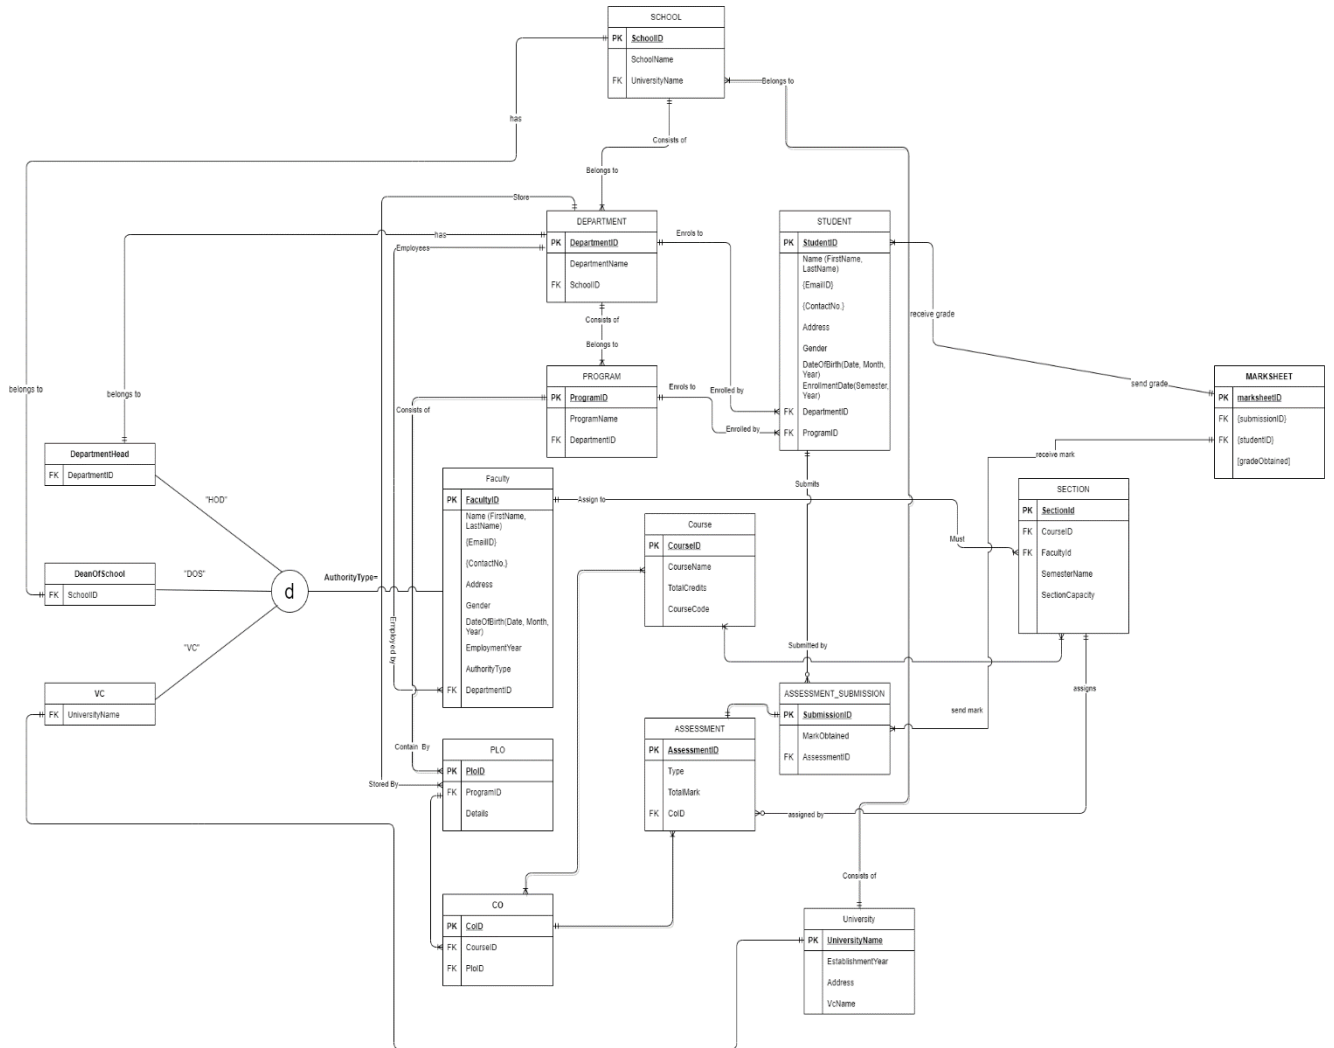 SCHOOL
PK SchoolID
SchoolName
FK UniversityName
Belongs to
has
Consists of
Belongs to
Store
DEPARTMENT
PK DepartmentID
DepartmentName
FK SchoolID
has
Employees
Enrols to
STUDENT
PK StudentID
Name (FirstName,
LastName)
{EmailID}
{ContactNo.}
Address
Gender
DateOfBirth(Date, Month,
Year)
EnrollmentDate(Semester,
Year)
FK DepartmentID
FK ProgramID
receive grade
send grade
Consists of
Belongs to
PROGRAM
PK ProgramID
ProgramName
FK DepartmentID
Consists of
Enrols to
Enrolled by
Enrolled by
belongs to
belongs to
MARKSHEET
PK marksheetID
FK {submissionID}
FK {studentID}
[gradeObtained]
receive mark
DepartmentHead
FK DepartmentID
"HOD"
Faculty
PK FacultyID
Name (FirstName,
LastName)
{EmailID}
{ContactNo.}
Address
Gender
DateOfBirth(Date, Month,
Year)
EmploymentYear
AuthorityType
FK DepartmentID
Assign to
Submits
Must
SECTION
PK SectionId
FK CourseID
FK FacultyId
SemesterName
SectionCapacity
Course
PK CourseID
CourseName
TotalCredits
CourseCode
DeanOfSchool
FK SchoolID
"DOS"
d
AuthorityType=
"VC"
Employed by
VC
FK UniversityName
Submitted by
assigns
ASSESSMENT_SUBMISSION
PK SubmissionID
MarkObtained
FK AssessmentID
send mark
ASSESSMENT
PK AssessmentID
Type
TotalMark
FK CoID
assigned by
Contain By
Stored By
PLO
PK PloID
FK ProgramID
Details
Consists of
CO
PK CoID
FK CourseID
FK PloID
University
PK UniversityName
EstablishmentYear
Address
VcName